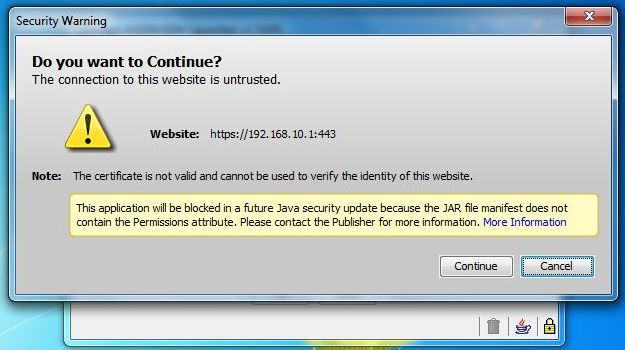 Security Warning
Do you want to Continue?
The connection to this website is untrusted.
Website: https://192.168.10.1:443
Note: The certificate is not valid and cannot be used to verify the identity of this website.
This application will be blocked in a future Java security update because the JAR file manifest does not
contain the Permissions attribute. Please contact the Publisher for more information. More Information
Continue Cancel